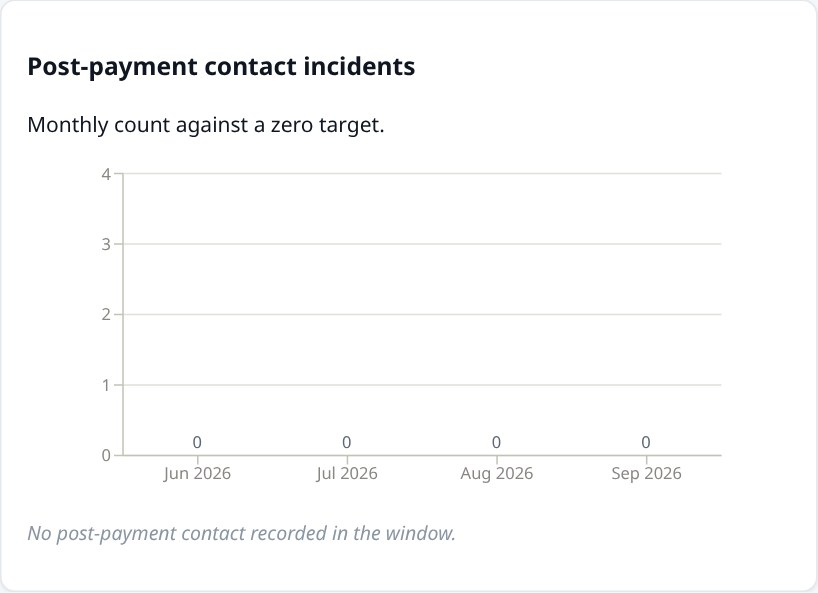 Post-payment contact incidents
Monthly count against a zero target.
4
3
2
1
0
0 0 0 0
Jun 2026 Jul 2026 Aug 2026 Sep 2026
No post-payment contact recorded in the window.